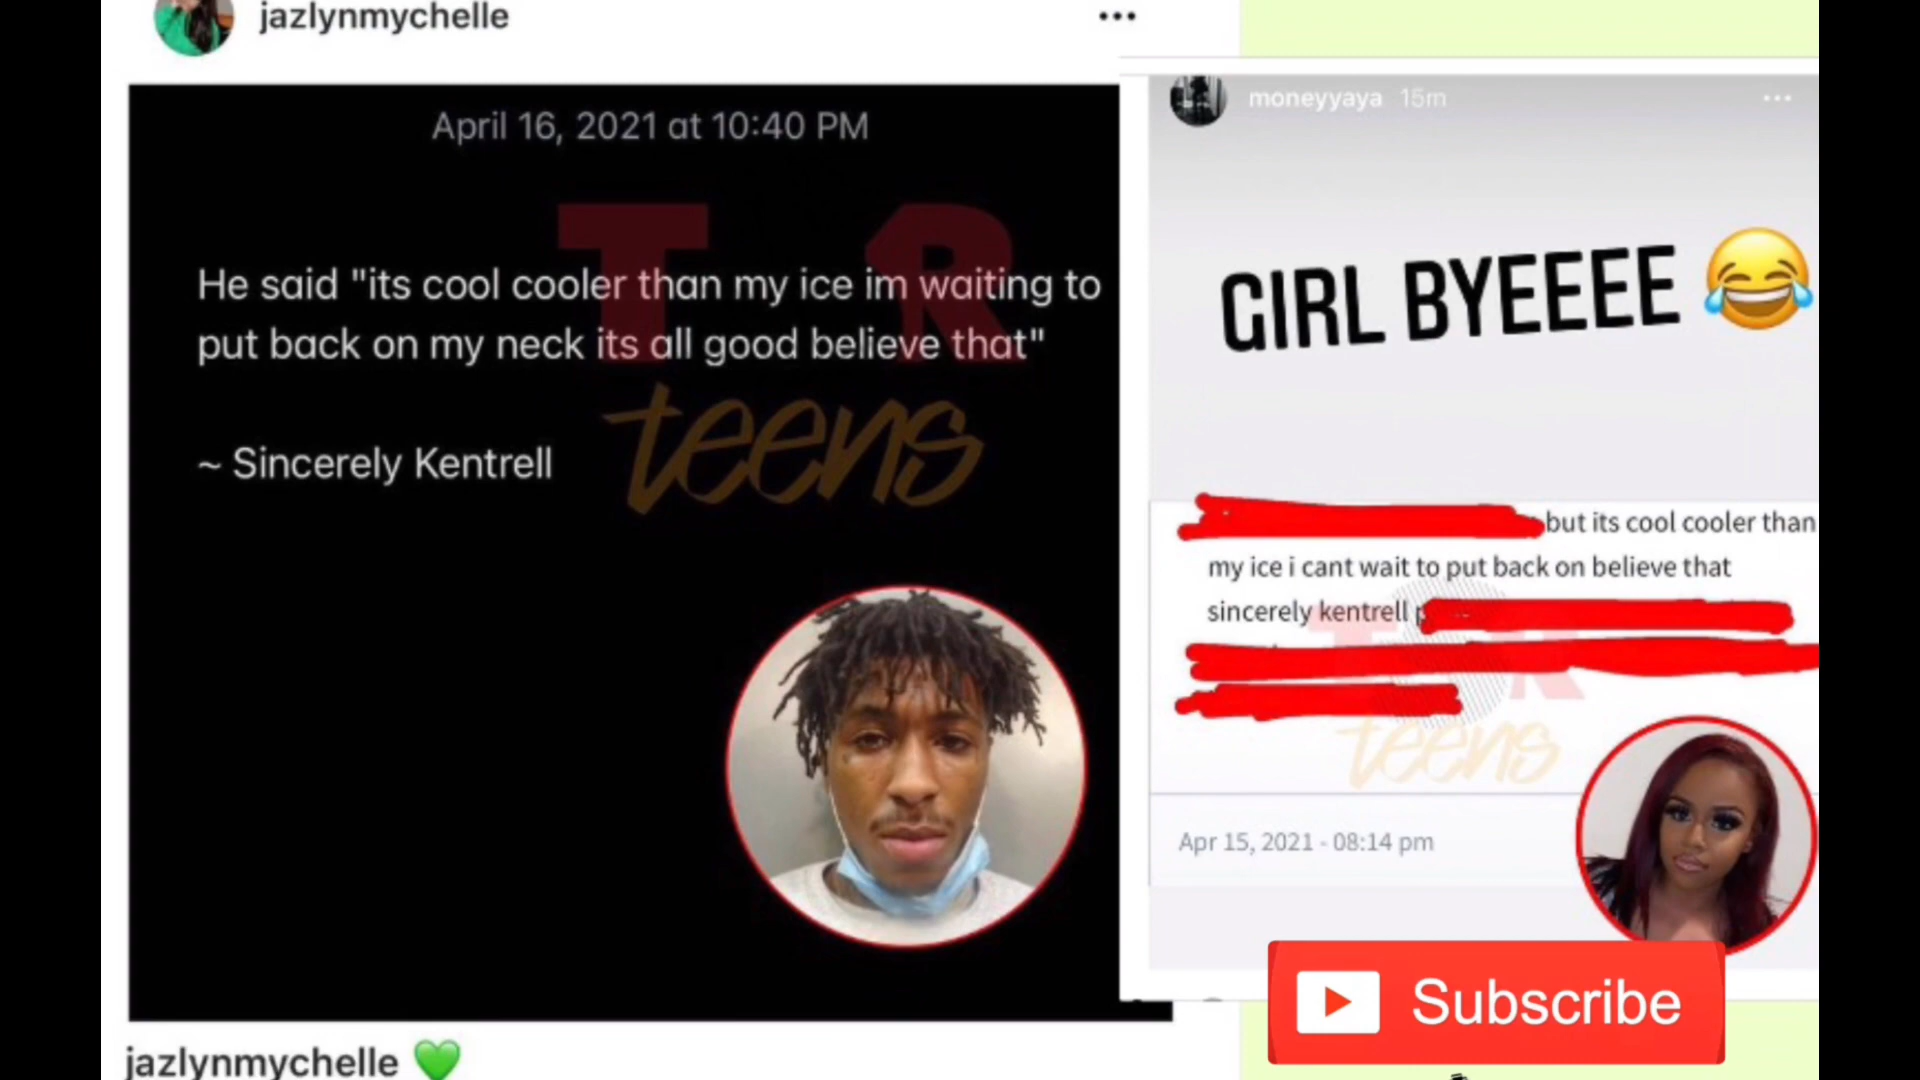 jazlynmychelle
April 16, 2021 at 10:40 PM
T R
He said "its cool cooler than my ice im waiting to
put back on my neck its all good believe that"
teens
~ Sincerely Kentrell
jazlynmychelle 💚
moneyyaya 15m
GIRL BYEEEE 😂
but its cool cooler than
my ice i cant wait to put back on believe that
sincerely kentrell
T R
teens
Apr 15, 2021 - 08:14 pm
Subscribe